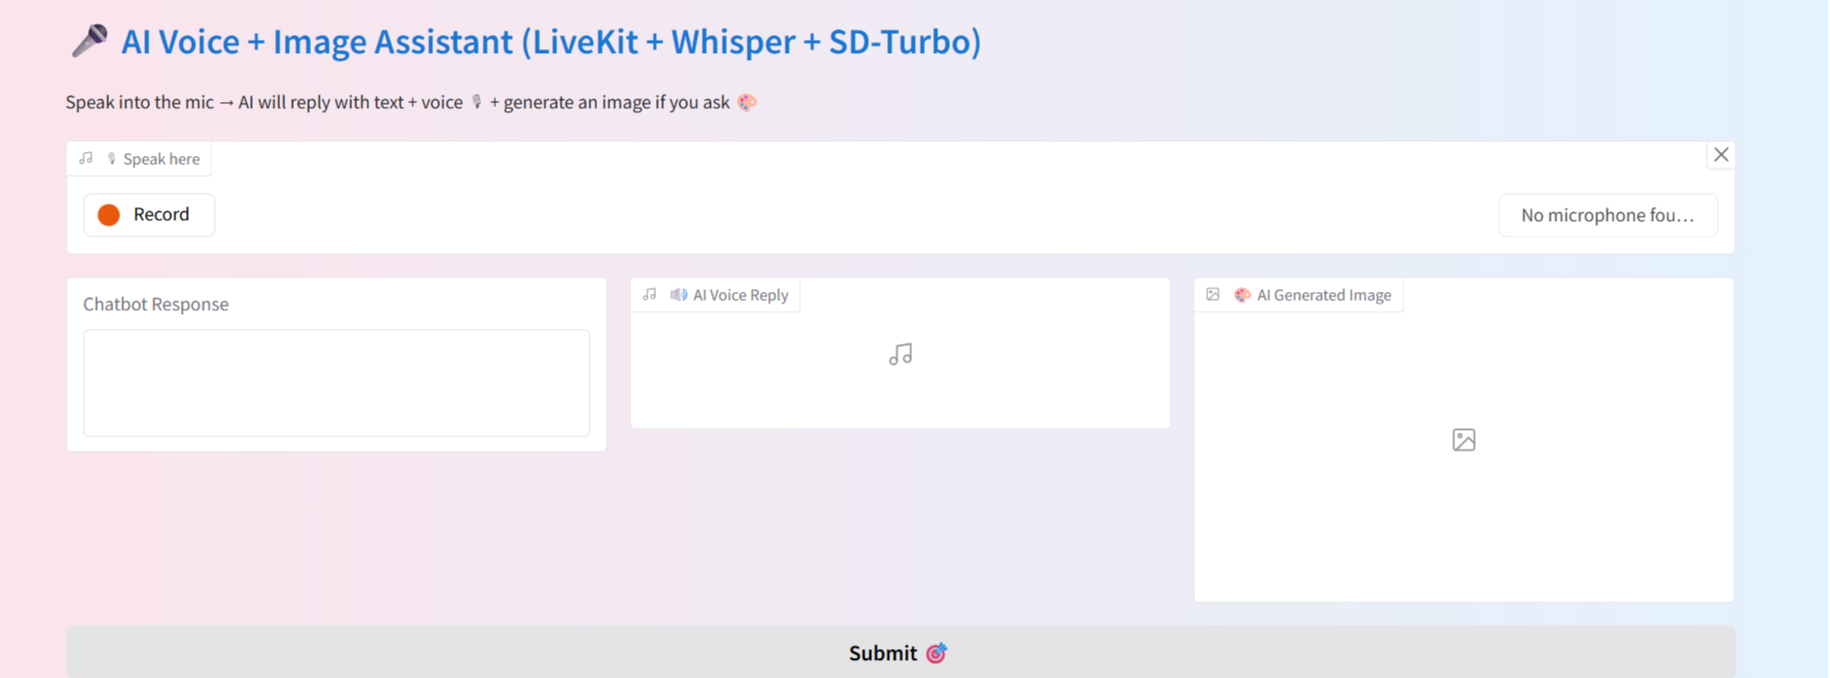 🎤 AI Voice + Image Assistant (LiveKit + Whisper + SD-Turbo)
Speak into the mic → AI will reply with text + voice 🎙 + generate an image if you ask 🎨
🎙 Speak here
Record
No microphone fou...
Chatbot Response
🔊 AI Voice Reply
🎨 AI Generated Image
Submit 🎯